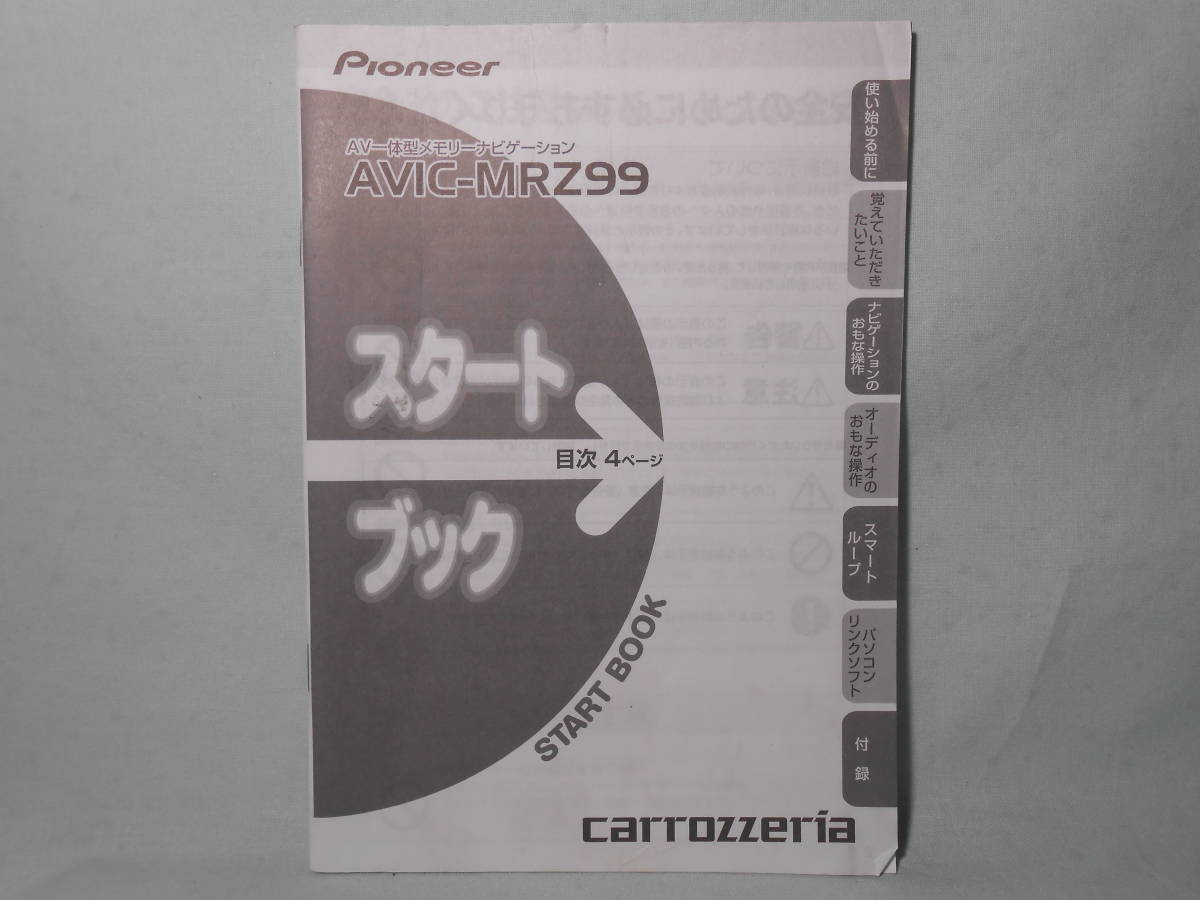 Pioneer
AV一体型メモリーナビゲーション
AVIC-MRZ99
スタート
目次 4ページ
ブック
START BOOK
carrozzeria
使い始める前に
覚えていただき
たいこと
ナビゲーションの
おもな操作
オーディオの
おもな操作
スマート
ループ
パソコン
リンクソフト
付録